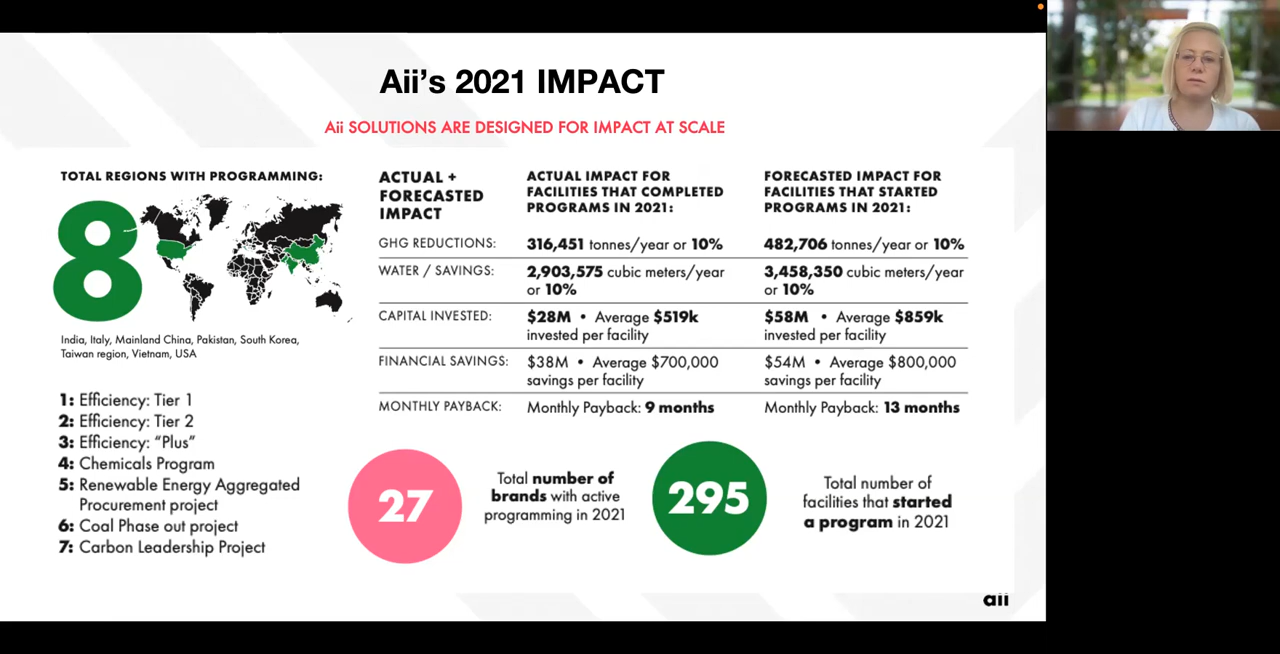 Aii's 2021 IMPACT
Aii SOLUTIONS ARE DESIGNED FOR IMPACT AT SCALE
TOTAL REGIONS WITH PROGRAMMING:
8
India, Italy, Mainland China, Pakistan, South Korea,
Taiwan region, Vietnam, USA
1: Efficiency: Tier 1
2: Efficiency: Tier 2
3: Efficiency: “Plus”
4: Chemicals Program
5: Renewable Energy Aggregated
Procurement project
6: Coal Phase out project
7: Carbon Leadership Project
ACTUAL +
FORECASTED
IMPACT
ACTUAL IMPACT FOR
FACILITIES THAT COMPLETED
PROGRAMS IN 2021:
FORECASTED IMPACT FOR
FACILITIES THAT STARTED
PROGRAMS IN 2021:
GHG REDUCTIONS:
316,451 tonnes/year or 10%
482,706 tonnes/year or 10%
WATER / SAVINGS:
2,903,575 cubic meters/year
or 10%
3,458,350 cubic meters/year
or 10%
CAPITAL INVESTED:
$28M • Average $519k
invested per facility
$58M • Average $859k
invested per facility
FINANCIAL SAVINGS:
$38M • Average $700,000
savings per facility
$54M • Average $800,000
savings per facility
MONTHLY PAYBACK:
Monthly Payback: 9 months
Monthly Payback: 13 months
27
Total number of
brands with active
programming in 2021
295
Total number of
facilities that started
a program in 2021
aii